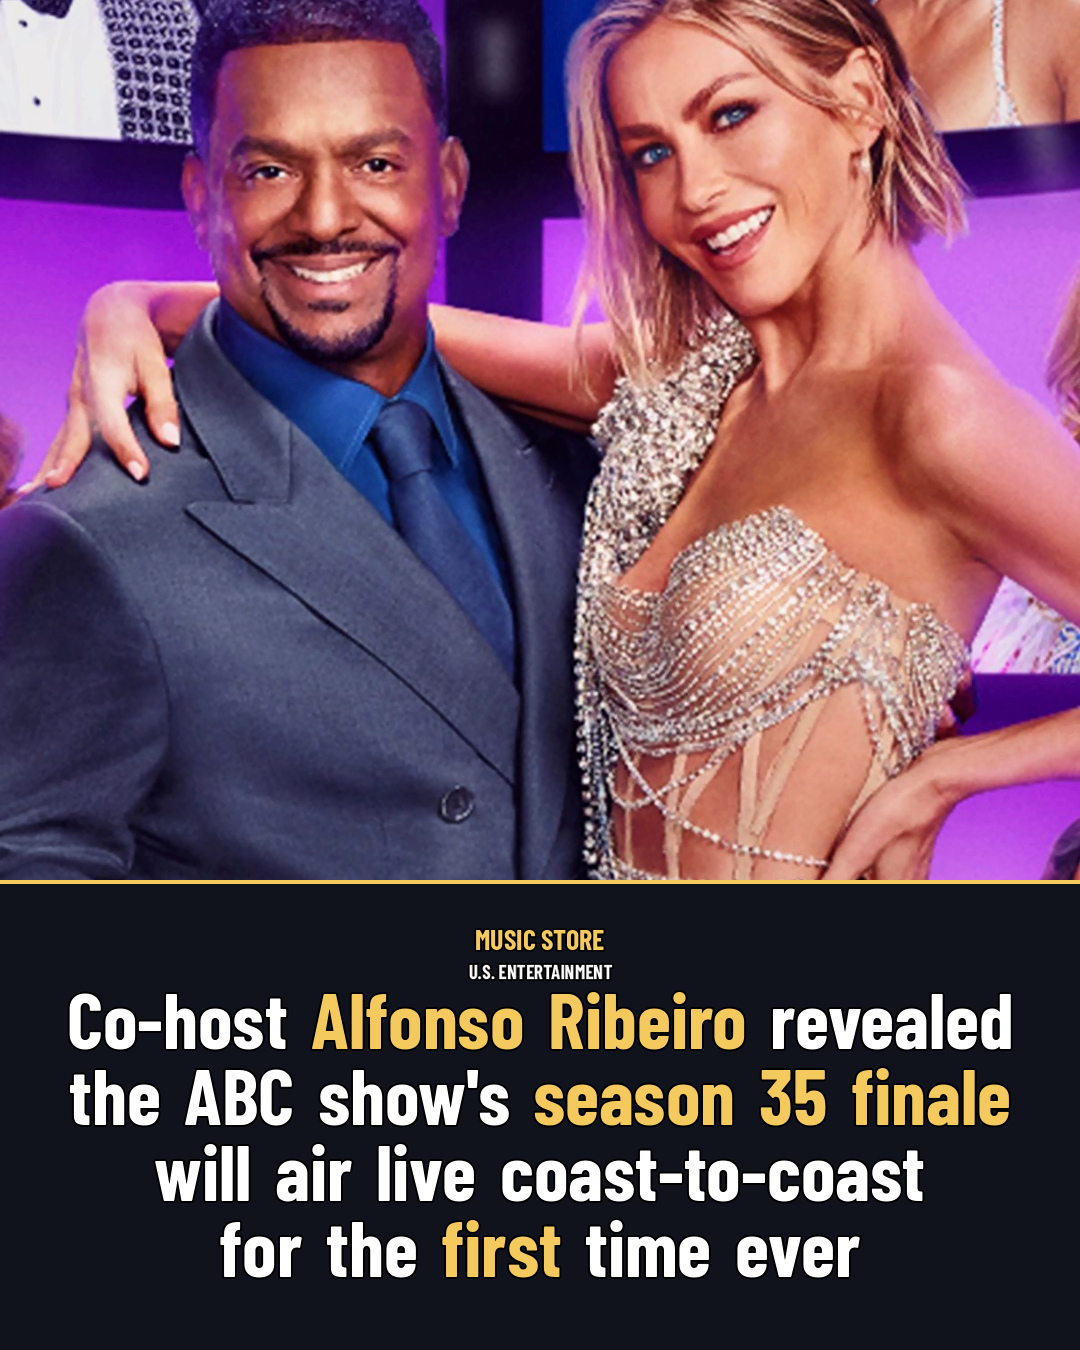 MUSIC STORE
U.S. ENTERTAINMENT
Co-host Alfonso Ribeiro revealed
the ABC show's season 35 finale
will air live coast-to-coast
for the first time ever